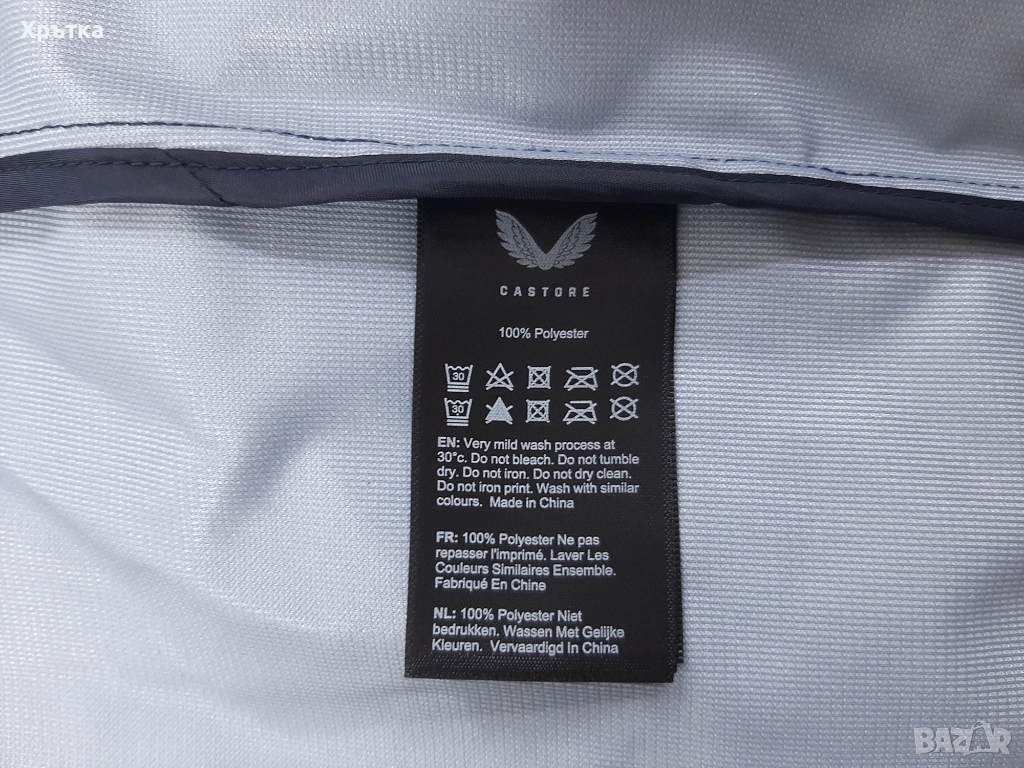 Хрътка
CASTORE
100% Polyester
30
30
EN: Very mild wash process at
30°c. Do not bleach. Do not tumble
dry. Do not iron. Do not dry clean.
Do not iron print. Wash with similar
colours. Made in China
FR: 100% Polyester Ne pas
repasser l'imprimé. Laver Les
Couleurs Similaires Ensemble.
Fabriqué En Chine
NL: 100% Polyester Niet
bedrukken. Wassen Met Gelijke
Kleuren. Vervaardigd In China
BAZAR